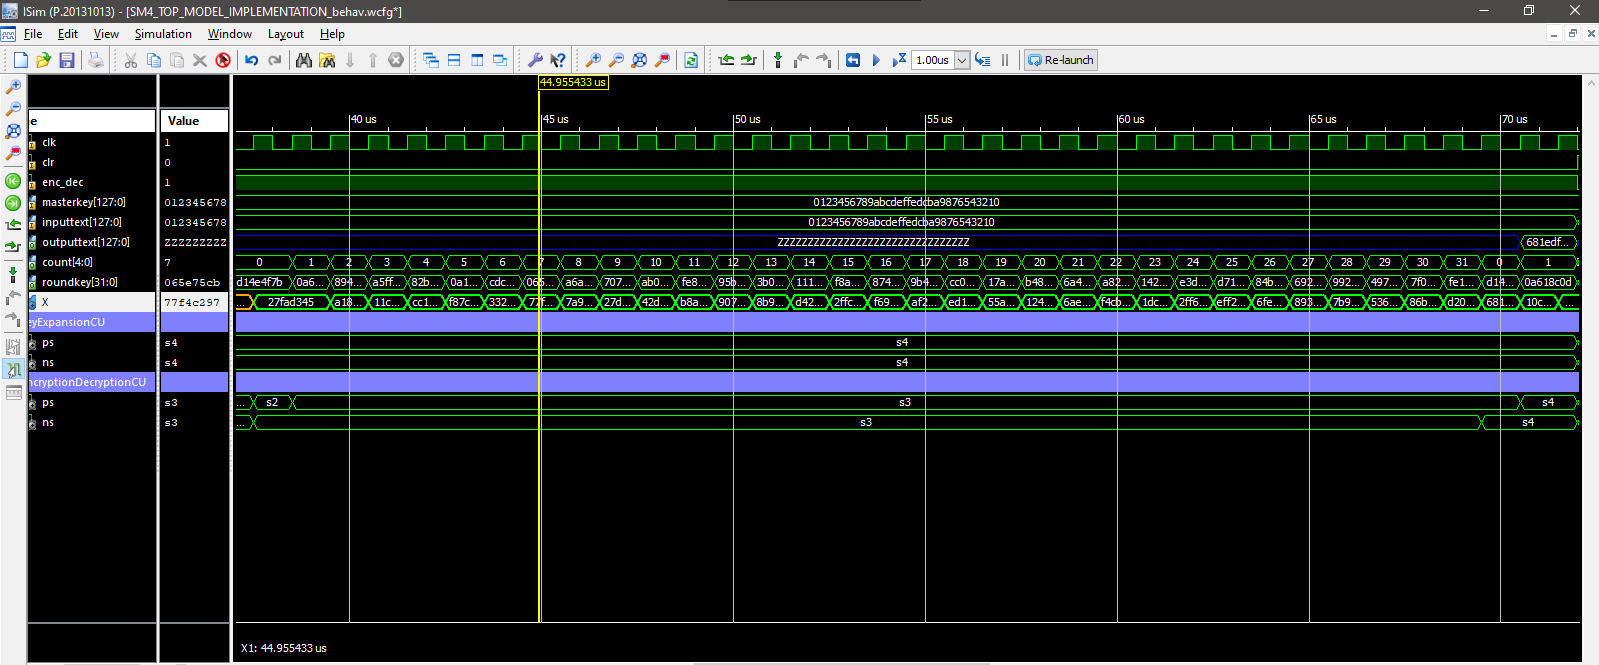 ISim (P.20131013) - [SM4_TOP_MODEL_IMPLEMENTATION_behav.wcfg*]
File Edit View Simulation Window Layout Help
1.00us Re-launch
44.955433 us
e Value 40 us 45 us 50 us 55 us 60 us 65 us 70 us
clk 1
clr 0
enc_dec 1
masterkey[127:0] 012345678 0123456789abcdeffedcba9876543210
inputtext[127:0] 012345678 0123456789abcdeffedcba9876543210
outputtext[127:0] ZZZZZZZZZ ZZZZZZZZZZZZZZZZZZZZZZZZZZZZZZZZ 681edf...
count[4:0] 7 0 1 2 3 4 5 6 7 8 9 10 11 12 13 14 15 16 17 18 19 20 21 22 23 24 25 26 27 28 29 30 31 0 1
roundkey[31:0] 065e75cb d14e4f7b 0a6... 894... a5ff... 82b... 0a1... cdc... 065... a6a... 707... ab0... fe8... 95b... 3b0... 111... f8a... 874... 9b4... cc0... 17a... b48... 6a4... a82... 142... e3d... d71... 84b... 692... 992... 497... 7f0... fe1... d14... 0a618c0d
X 77f4c297 27fad345 a18... 11c... cc1... f87c... 332... 77f... 7a9... 27d... 42d... b8a... 907... 8b9... d42... 2ffc... f69... af2... ed1... 55a... 124... 6ae... f4cb... 1dc... 2ff6... eff2... 6fe... 893... 7b9... 536... 86b... d20... 681... 10c... ...
eyExpansionCU
ps s4 s4
ns s4 s4
ncryptionDecryptionCU
ps s3 ... s2 s3 s4
ns s3 ... s3 s4
X1: 44.955433 us